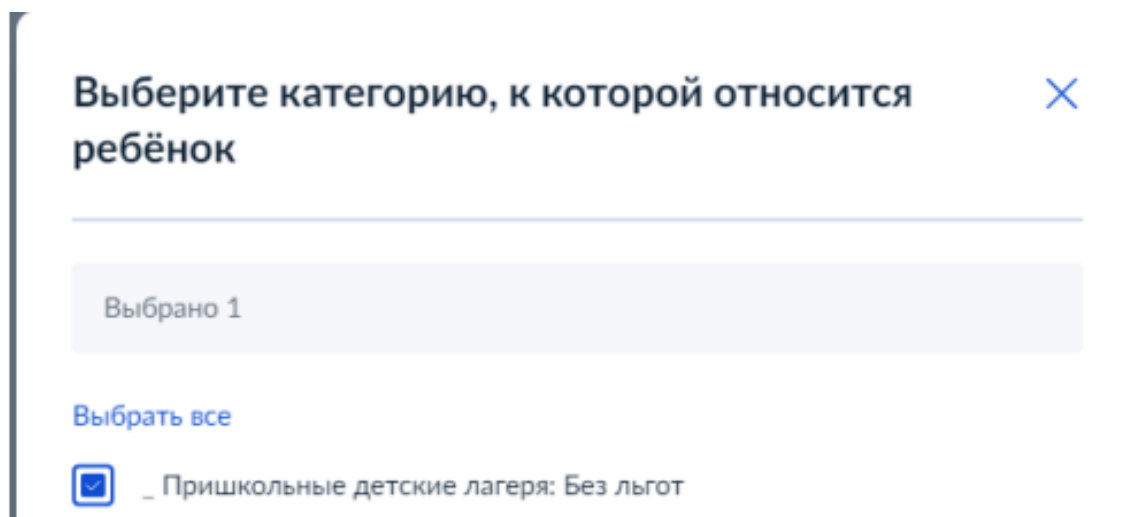 Выберите категорию, к которой относится
ребёнок
Выбрано 1
Выбрать все
_ Пришкольные детские лагеря: Без льгот